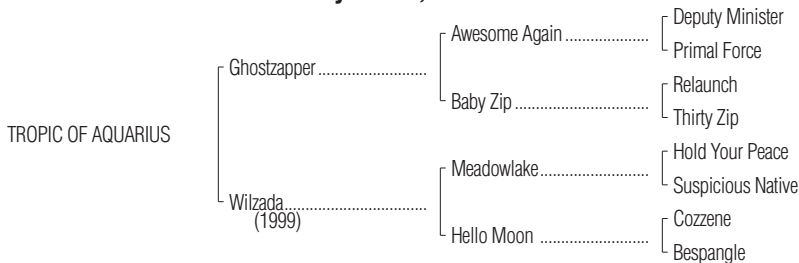 Deputy Minister
Awesome Again ....................
Primal Force
Ghostzapper ..........................
Relaunch
Baby Zip ................................
Thirty Zip
TROPIC OF AQUARIUS
Hold Your Peace
Meadowlake..........................
Suspicious Native
Wilzada..................................
(1999)
Cozzene
Hello Moon ..........................
Bespangle